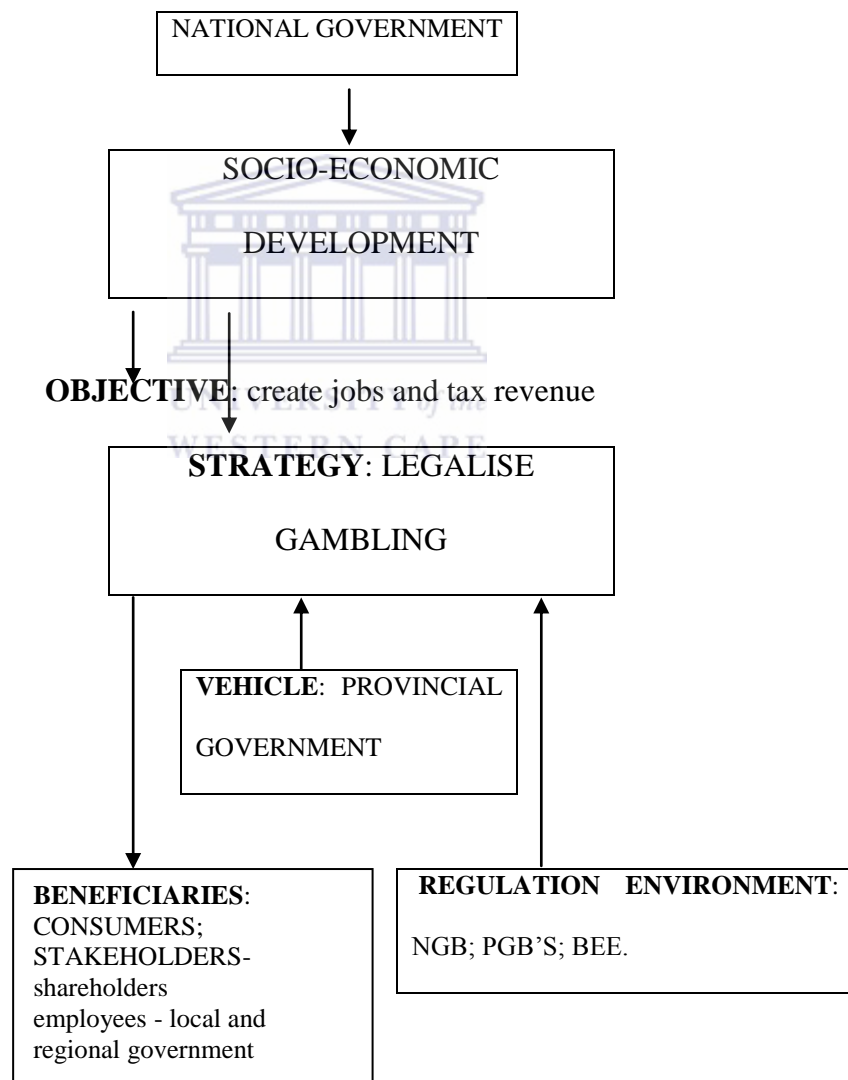 NATIONAL GOVERNMENT
SOCIO-ECONOMIC
DEVELOPMENT
OBJECTIVE: create jobs and tax revenue
UNIVERSITY of the
WESTERN CAPE
STRATEGY: LEGALISE
GAMBLING
VEHICLE: PROVINCIAL
GOVERNMENT
BENEFICIARIES:
CONSUMERS;
STAKEHOLDERS-
shareholders
employees - local and
regional government
REGULATION ENVIRONMENT:
NGB; PGB’S; BEE.